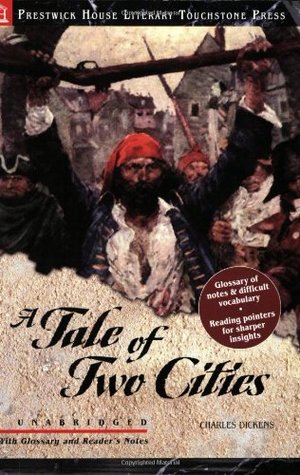 PRESTWICK HOUSE LITERARY TOUCHSTONE PRESS
Glossary of
notes & difficult
vocabulary
•
Reading pointers
for sharper
insights
A Tale of
Two Cities
UNABRIDGED
CHARLES DICKENS
With Glossary and Reader's Notes